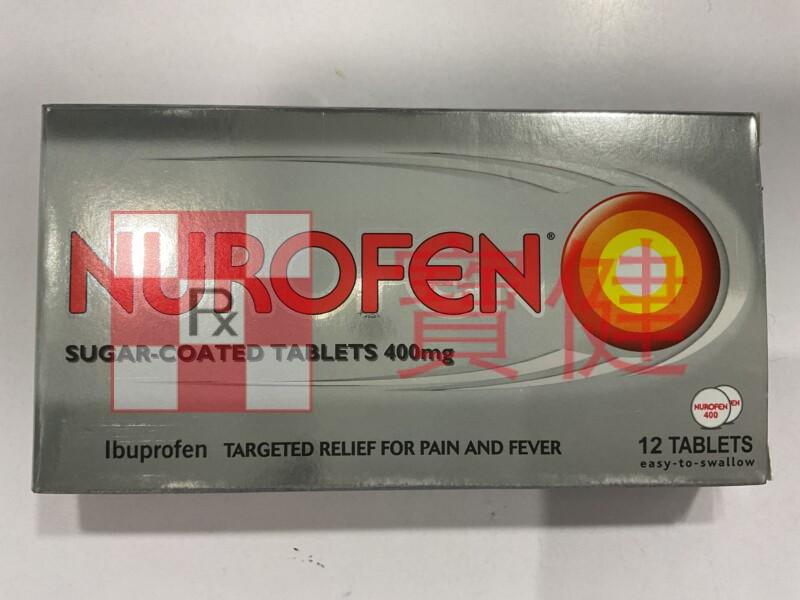 NUROFEN®
Rx
寶健
SUGAR-COATED TABLETS 400mg
NUROFEN
400
EN
Ibuprofen TARGETED RELIEF FOR PAIN AND FEVER
12 TABLETS
easy-to-swallow